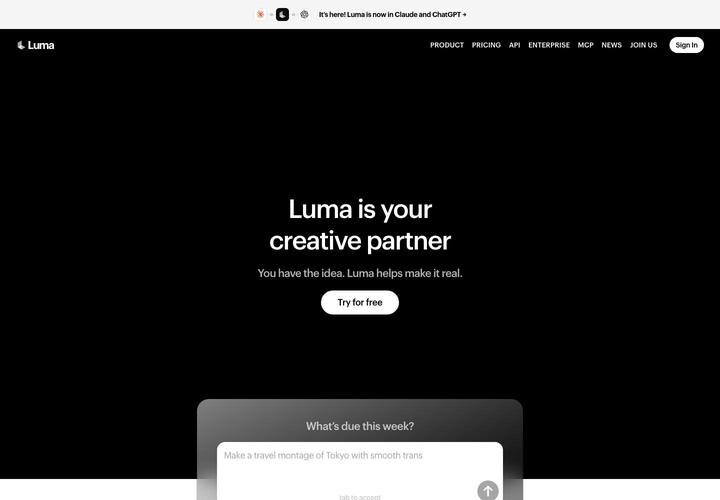 It's here! Luma is now in Claude and ChatGPT →
Luma
PRODUCT PRICING API ENTERPRISE MCP NEWS JOIN US Sign In
Luma is your
creative partner
You have the idea. Luma helps make it real.
Try for free
What's due this week?
Make a travel montage of Tokyo with smooth trans
tab to accept